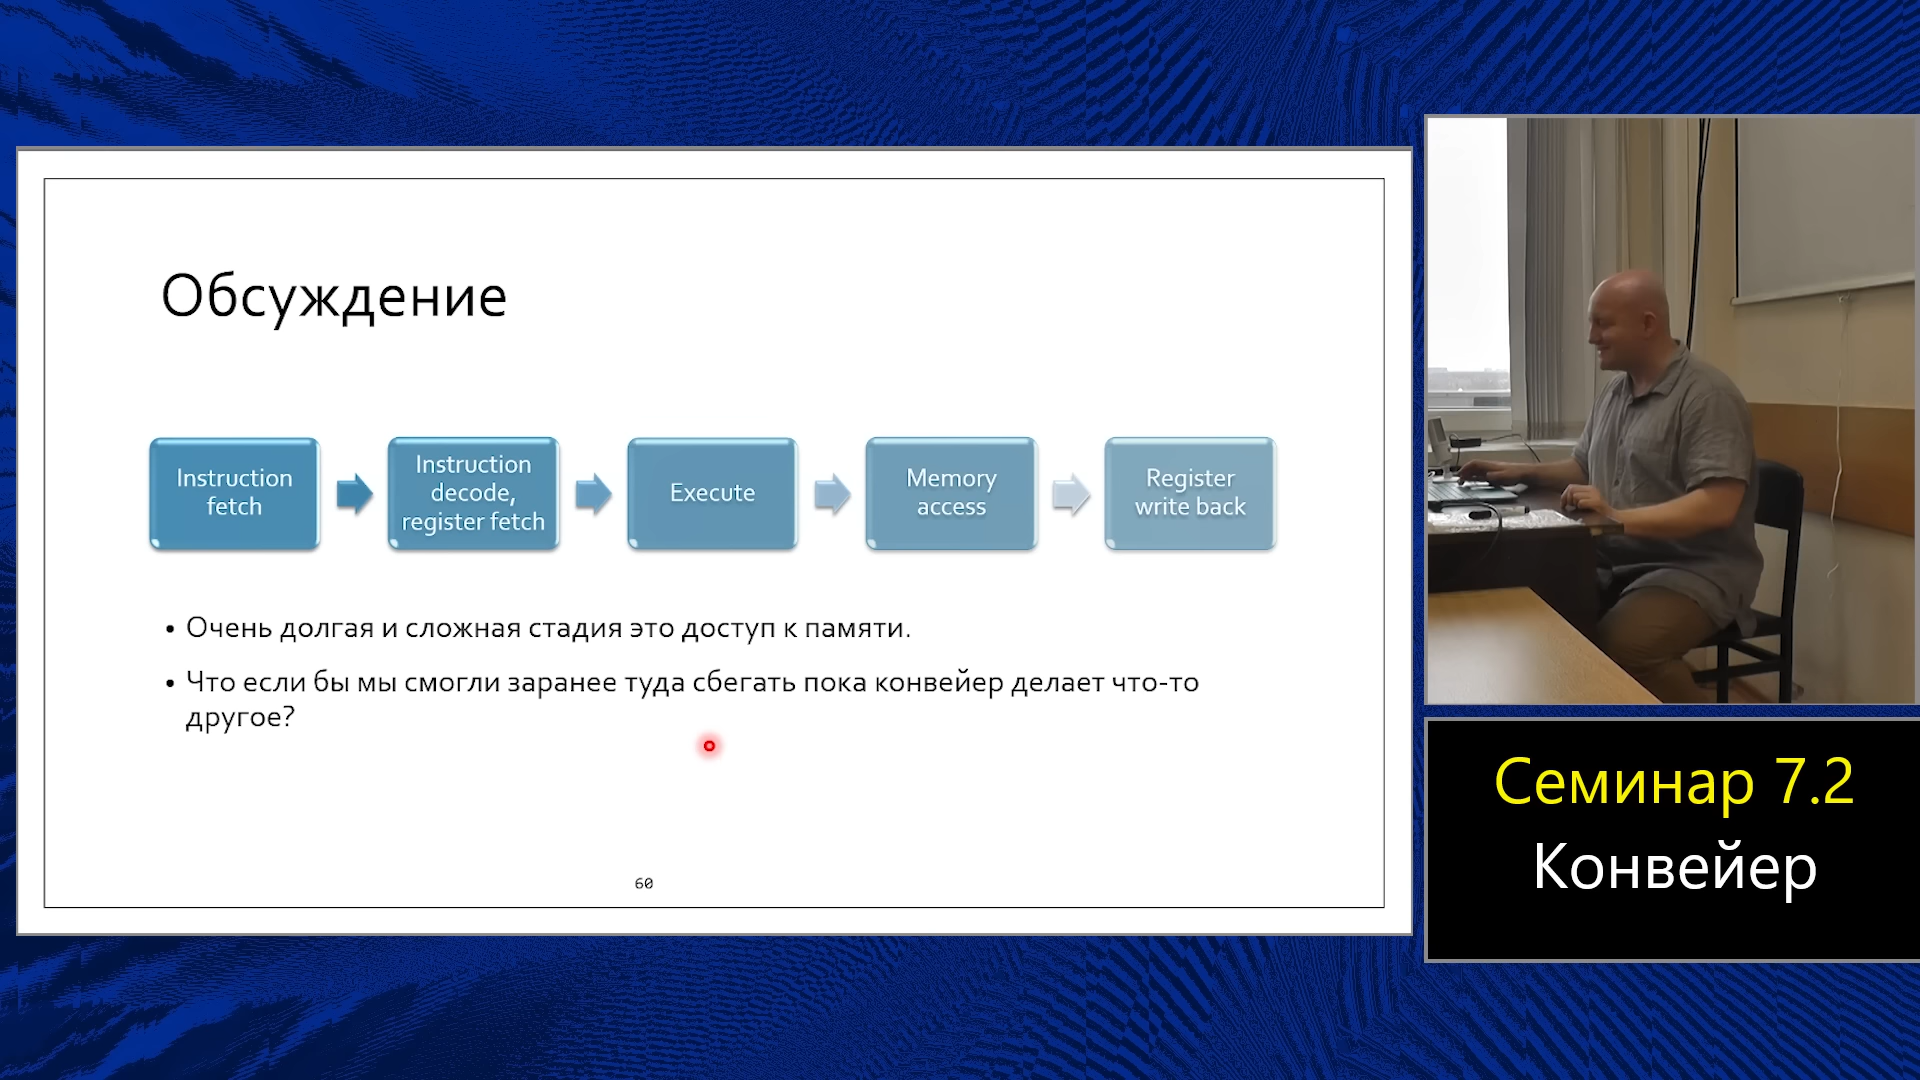 Обсуждение
Instruction
fetch
Instruction
decode,
register fetch
Execute
Memory
access
Register
write back
• Очень долгая и сложная стадия это доступ к памяти.
• Что если бы мы смогли заранее туда сбегать пока конвейер делает что-то
другое?
60
Семинар 7.2
Конвейер